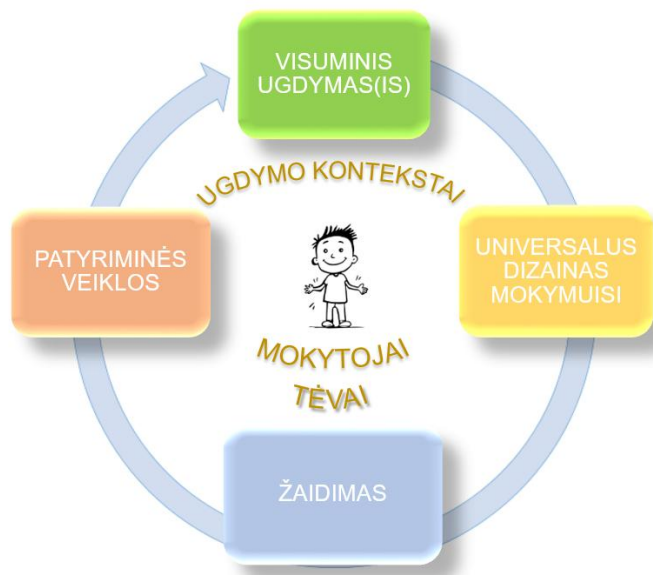 VISUMINIS
UGDYMAS(IS)
UGDYMO KONTEKSTAI
PATYRIMINĖS
VEIKLOS
UNIVERSALUS
DIZAINAS
MOKYMUISI
MOKYTOJAI
TĖVAI
ŽAIDIMAS